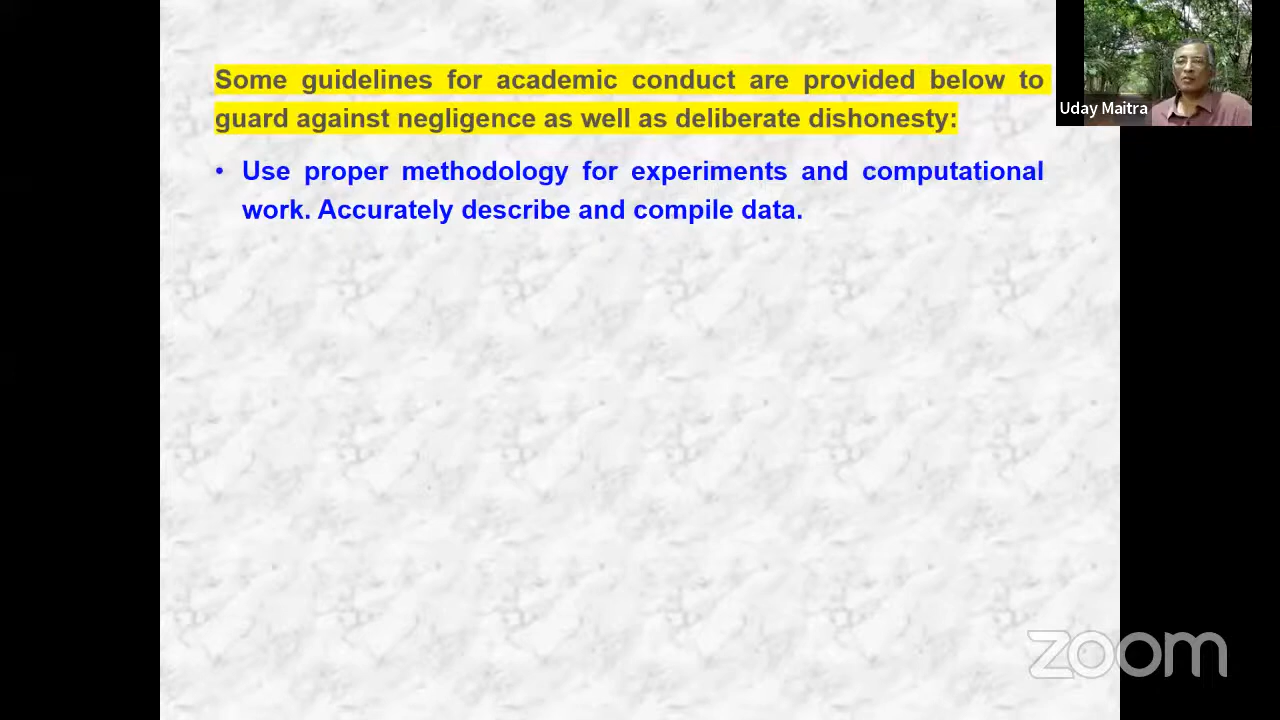 Some guidelines for academic conduct are provided below to
guard against negligence as well as deliberate dishonesty:
• Use proper methodology for experiments and computational
work. Accurately describe and compile data.
Uday Maitra
zoom